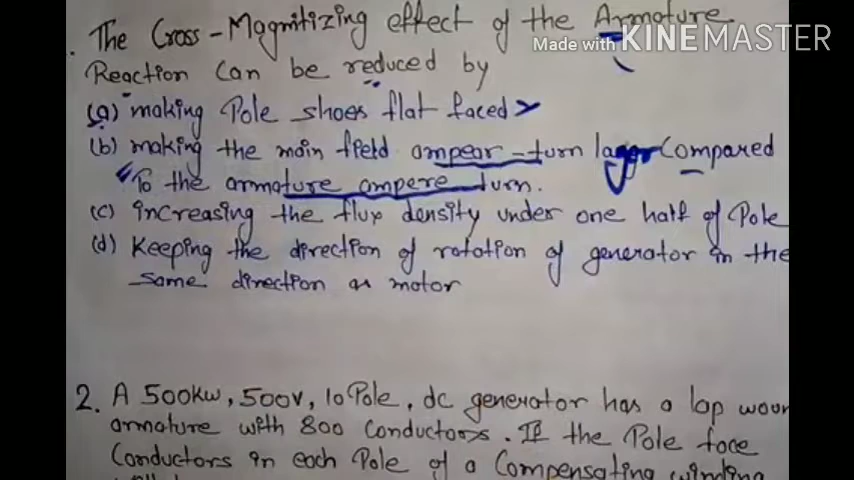 The Cross-Magnitizing effect of the Armature
Made with KINEMASTER
Reaction Can be reduced by
(a) making Pole shoes flat faced
(b) making the main field ampear-turn lager Compared
To the armature ampere turn.
(c) increasing the flux density under one half of Pole
(d) Keeping the direction of rotation of generator in the
same direction as motor
2. A 500kw, 500v, 10 Pole, dc generator has a lap woun
armature with 800 Conductors. If the Pole face
Conductors in each Pole of a Compensating winding